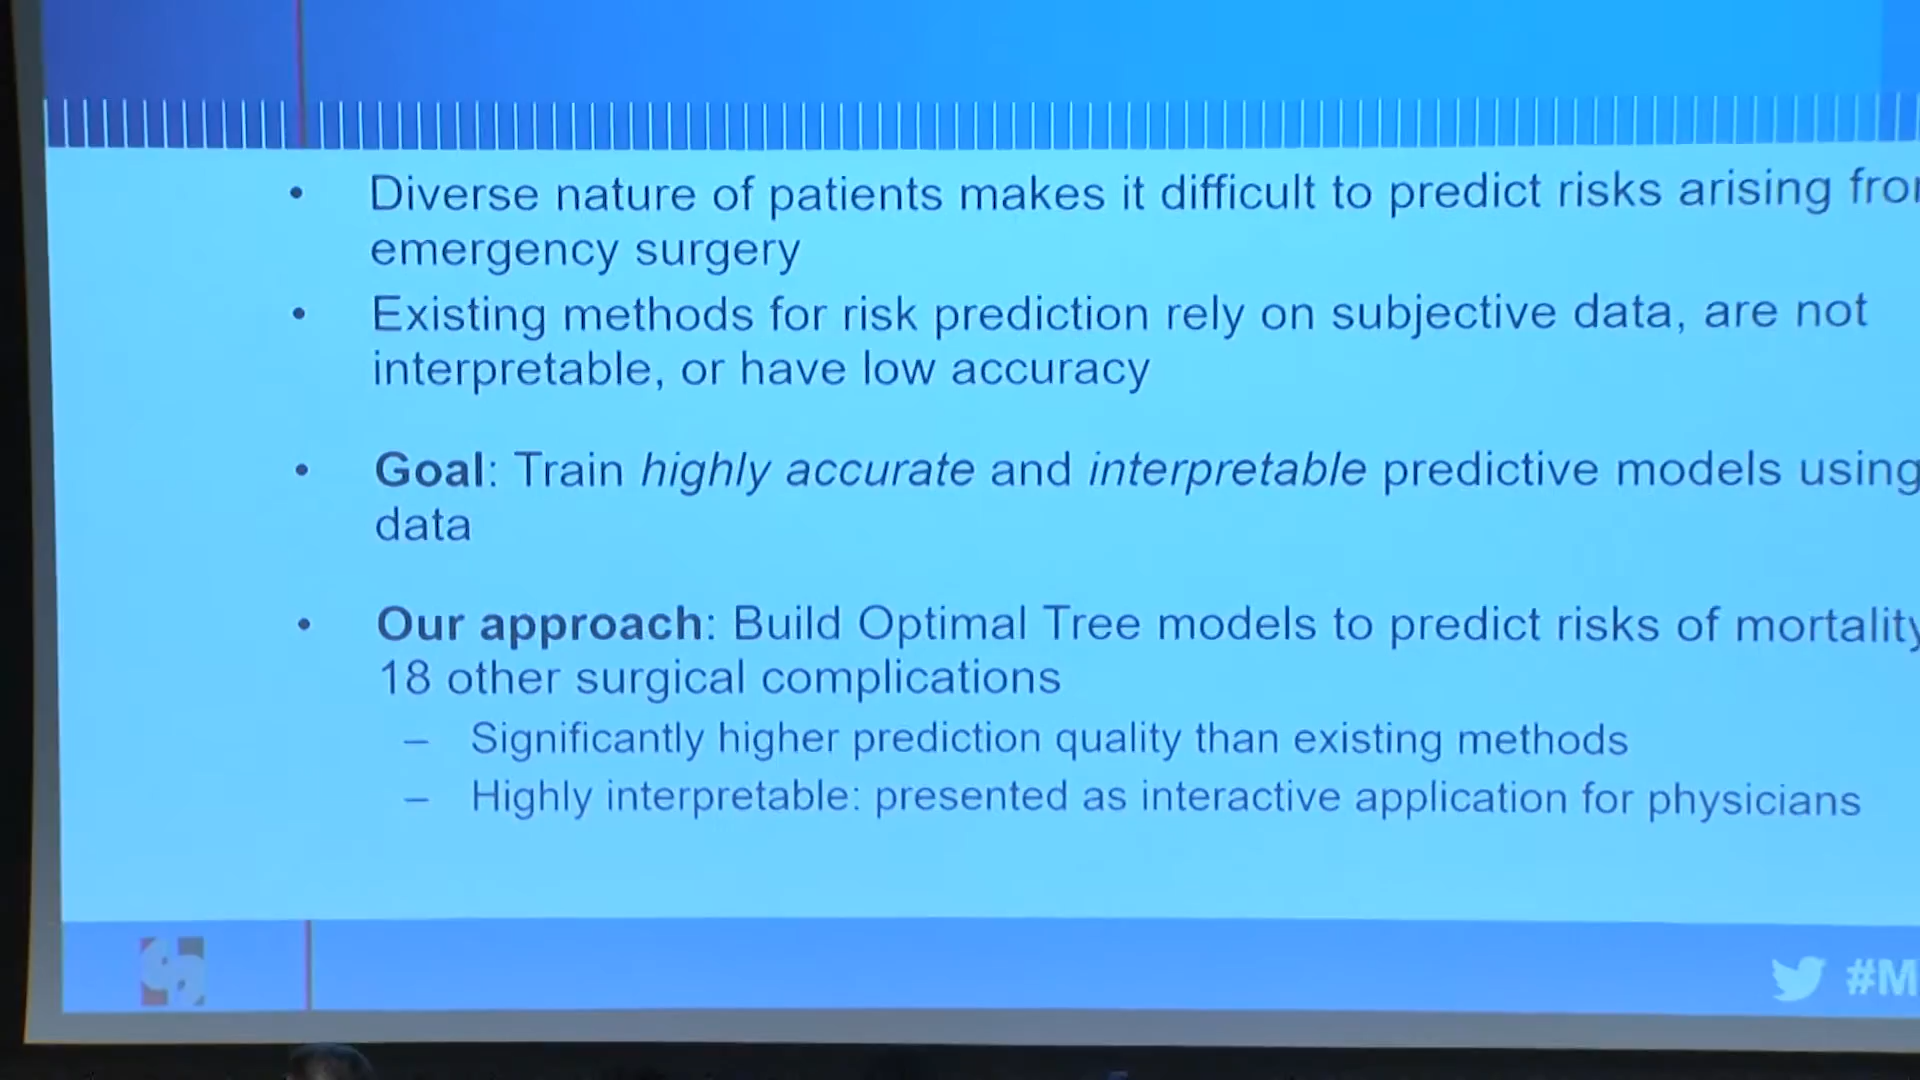 • Diverse nature of patients makes it difficult to predict risks arising
emergency surgery
• Existing methods for risk prediction rely on subjective data, are not
interpretable, or have low accuracy
• Goal: Train highly accurate and interpretable predictive models using
data
• Our approach: Build Optimal Tree models to predict risks of mortality
18 other surgical complications
– Significantly higher prediction quality than existing methods
– Highly interpretable: presented as interactive application for physicians
#M